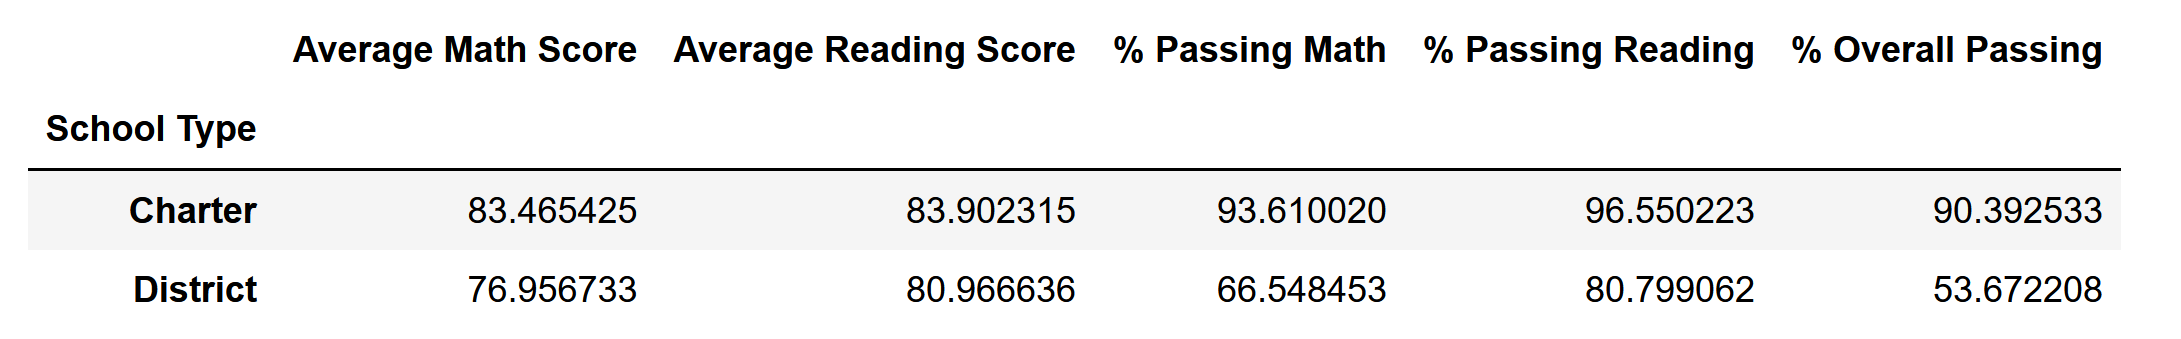 Average Math Score Average Reading Score % Passing Math % Passing Reading % Overall Passing
School Type
Charter 83.465425 83.902315 93.610020 96.550223 90.392533
District 76.956733 80.966636 66.548453 80.799062 53.672208